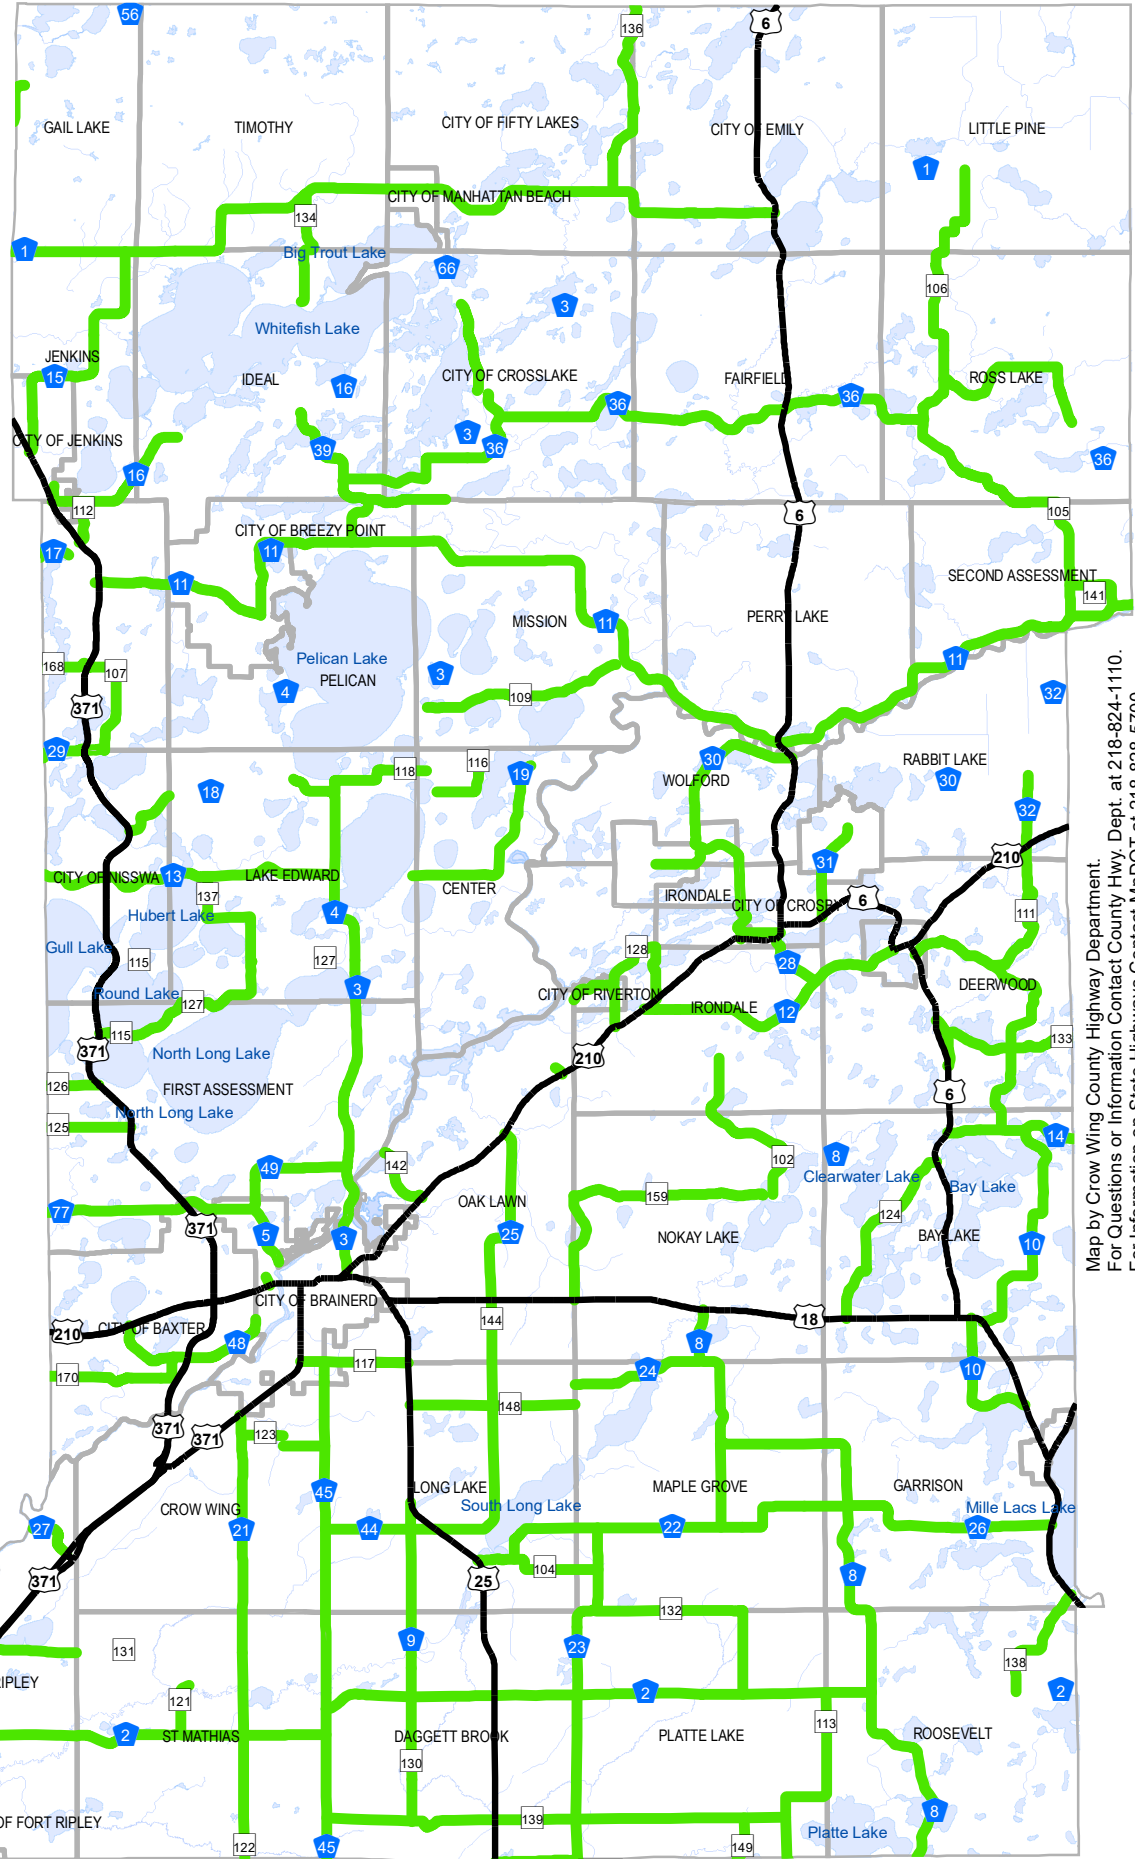 56
136
6
GAIL LAKE
TIMOTHY
CITY OF FIFTY LAKES
CITY OF EMILY
LITTLE PINE
1
CITY OF MANHATTAN BEACH
134
1
Big Trout Lake
66
106
3
Whitefish Lake
JENKINS
15
IDEAL
16
CITY OF CROSSLAKE
FAIRFIELD
ROSS LAKE
36
36
CITY OF JENKINS
3
39
36
36
16
112
6
105
CITY OF BREEZY POINT
17
11
11
SECOND ASSESSMENT
141
MISSION
11
PERRY LAKE
168
107
Pelican Lake
PELICAN
3
11
4
109
32
371
29
30
WOLFORD
RABBIT LAKE
30
118
116
19
18
32
210
31
CITY OF NISSWA
13
LAKE EDWARD
CENTER
137
IRONDALE
CITY OF CROSBY
6
Hubert Lake
4
111
Gull Lake
115
127
128
28
DEERWOOD
Round Lake
127
3
CITY OF RIVERTON
IRONDALE
12
115
371
North Long Lake
210
133
126
FIRST ASSESSMENT
6
125
North Long Lake
14
49
142
102
8
Clearwater Lake
Bay Lake
77
371
5
3
OAK LAWN
25
159
NOKAY LAKE
124
BAY LAKE
10
CITY OF BRAINERD
210
CITY OF BAXTER
144
18
48
8
117
24
10
170
148
371
371
123
45
LONG LAKE
MAPLE GROVE
GARRISON
CROW WING
South Long Lake
Mille Lacs Lake
27
21
44
22
26
371
25
104
8
132
131
9
23
138
RIPLEY
121
2
2
2
ST MATHIAS
DAGGETT BROOK
PLATTE LAKE
113
ROOSEVELT
130
OF FORT RIPLEY
139
8
Platte Lake
122
45
149
Map by Crow Wing County Highway Department.
For Questions or Information Contact County Hwy. Dept. at 218-824-1110.